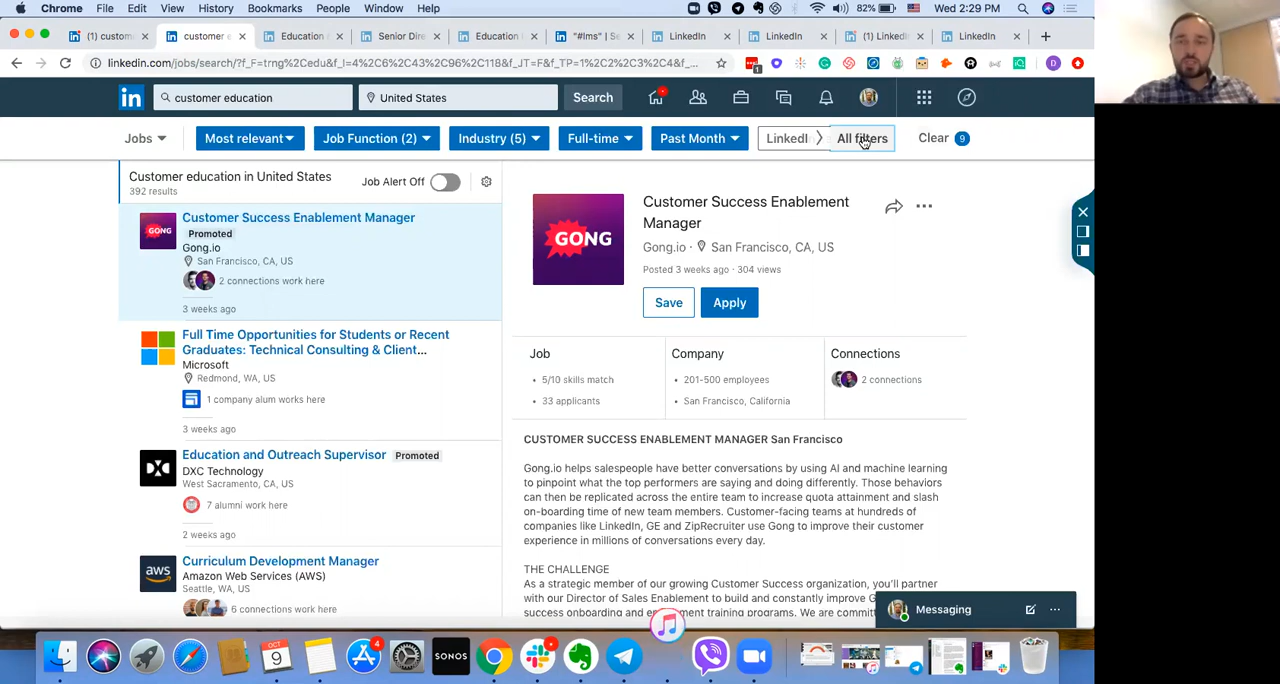 Chrome File Edit View History Bookmarks People Window Help
82% Wed 2:29 PM
(1) custom
customer e
Education
Senior Dire
Education
"#lms" | Se
LinkedIn
LinkedIn
(1) LinkedI
LinkedIn
linkedin.com/jobs/search/?f_F=trng%2Cedu&f_I=4%2C6%2C43%2C96%2C118&f_JT=F&f_TP=1%2C2%2C3%2C4&f_...
in
customer education
United States
Search
Jobs
Most relevant
Job Function (2)
Industry (5)
Full-time
Past Month
LinkedI
All filters
Clear 9
Customer education in United States
392 results
Job Alert Off
GONG
Customer Success Enablement Manager
Promoted
Gong.io
San Francisco, CA, US
2 connections work here
3 weeks ago
Full Time Opportunities for Students or Recent
Graduates: Technical Consulting & Client...
Microsoft
Redmond, WA, US
1 company alum works here
3 weeks ago
Education and Outreach Supervisor Promoted
DXC Technology
West Sacramento, CA, US
7 alumni work here
2 weeks ago
aws
Curriculum Development Manager
Amazon Web Services (AWS)
Seattle, WA, US
6 connections work here
GONG
Customer Success Enablement
Manager
Gong.io · San Francisco, CA, US
Posted 3 weeks ago · 304 views
Save
Apply
Job
5/10 skills match
33 applicants
Company
201-500 employees
San Francisco, California
Connections
2 connections
CUSTOMER SUCCESS ENABLEMENT MANAGER San Francisco
Gong.io helps salespeople have better conversations by using AI and machine learning
to pinpoint what the top performers are saying and doing differently. Those behaviors
can then be replicated across the entire team to increase quota attainment and slash
on-boarding time of new team members. Customer-facing teams at hundreds of
companies like LinkedIn, GE and ZipRecruiter use Gong to improve their customer
experience in millions of conversations every day.
THE CHALLENGE
As a strategic member of our growing Customer Success organization, you'll partner
with our Director of Sales Enablement to build and constantly improve G
success onboarding and training programs. We are commit
Messaging
OCT
9
4
SONOS